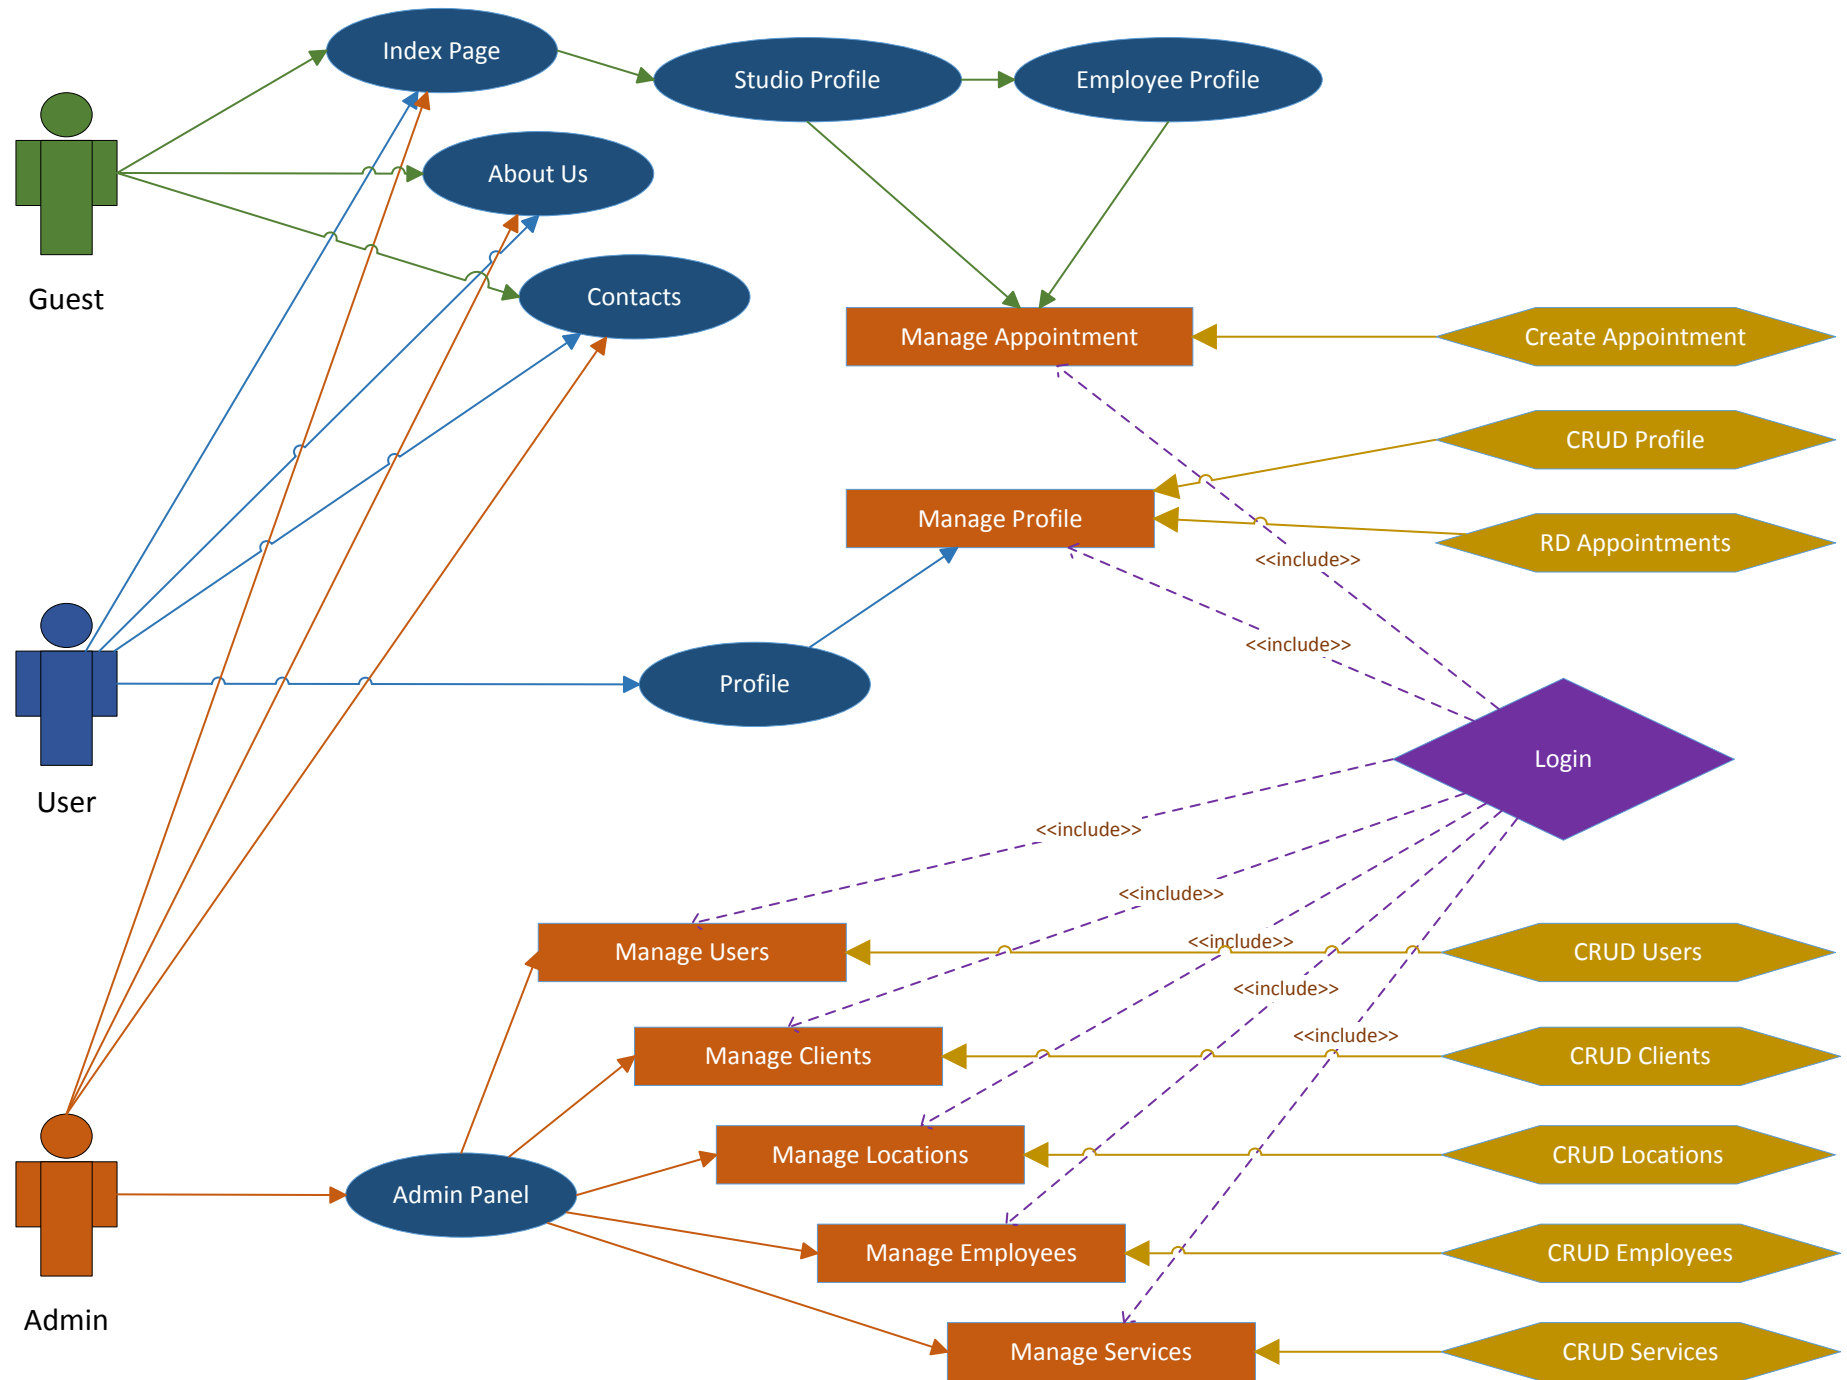 Index Page
Studio Profile
Employee Profile
About Us
Guest
Contacts
Manage Appointment
Create Appointment
CRUD Profile
Manage Profile
RD Appointments
<<include>>
<<include>>
Profile
User
Login
<<include>>
<<include>>
Manage Users
<<include>>
CRUD Users
<<include>>
<<include>>
Manage Clients
CRUD Clients
Manage Locations
CRUD Locations
Admin Panel
Manage Employees
CRUD Employees
Admin
Manage Services
CRUD Services